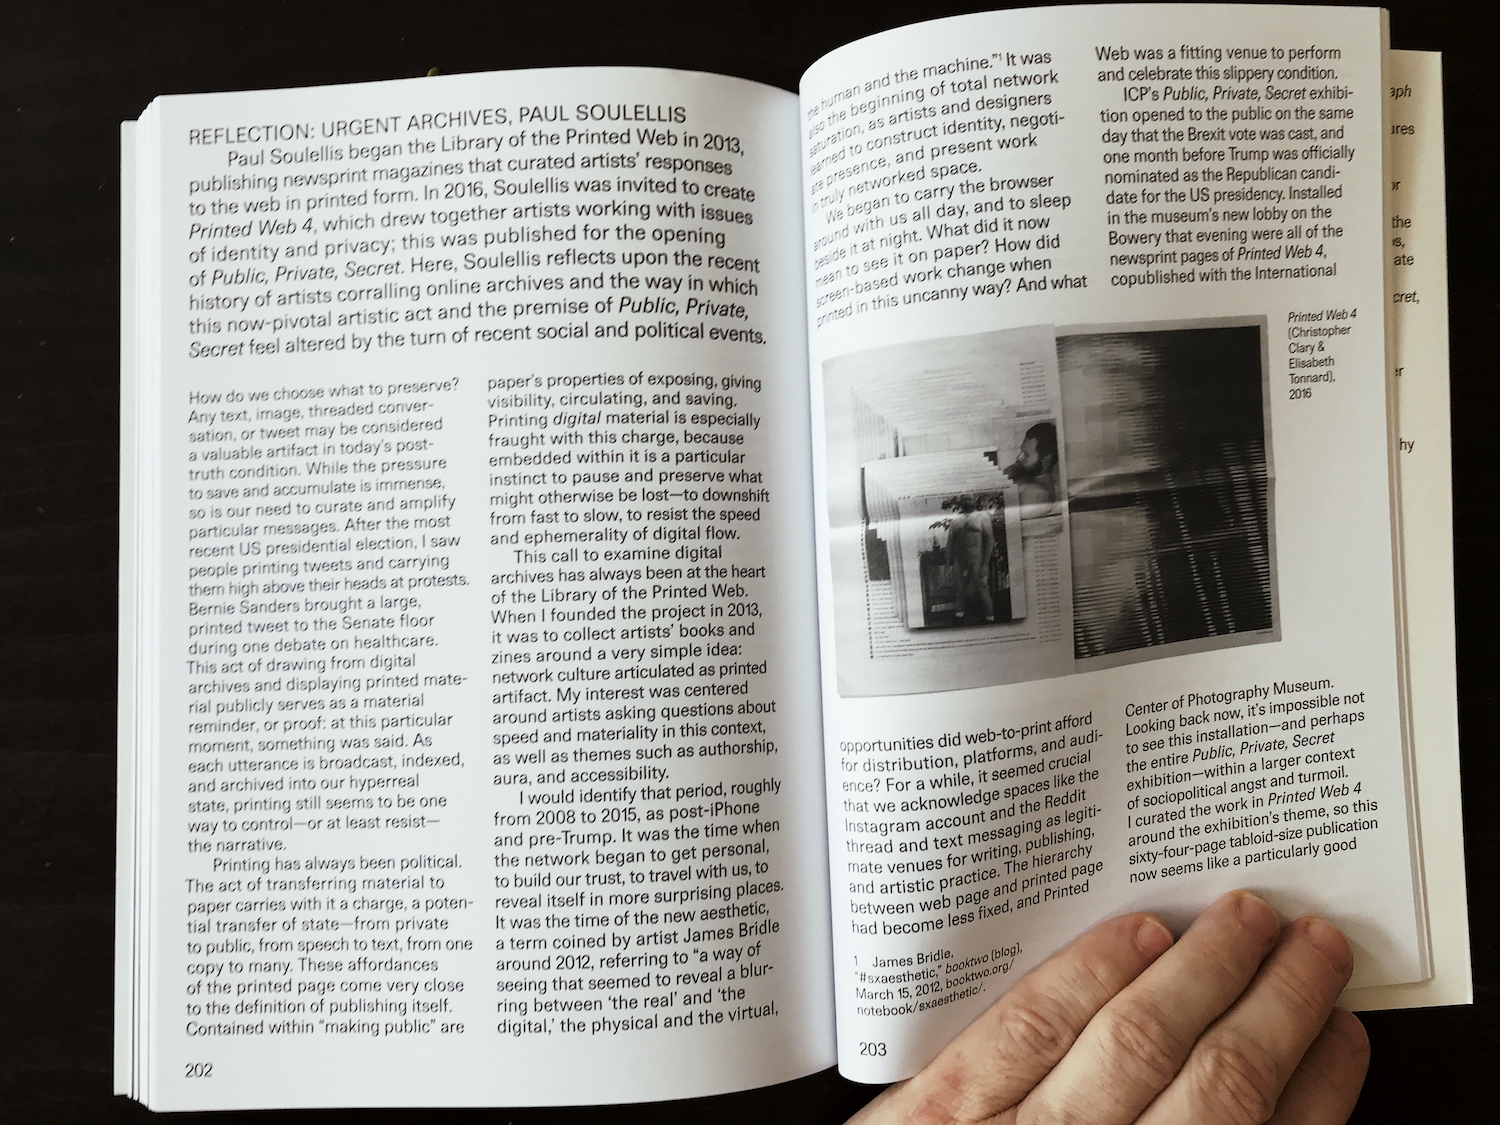 REFLECTION: URGENT ARCHIVES, PAUL SOULELLIS
Paul Soulellis began the Library of the Printed Web in 2013,
publishing newsprint magazines that curated artists' responses
to the web in printed form. In 2016, Soulellis was invited to create
Printed Web 4, which drew together artists working with issues
of identity and privacy; this was published for the opening
of Public, Private, Secret. Here, Soulellis reflects upon the recent
history of artists corralling online archives and the way in which
this now-pivotal artistic act and the premise of Public, Private,
Secret feel altered by the turn of recent social and political events.
How do we choose what to preserve?
Any text, image, threaded conver-
sation, or tweet may be considered
a valuable artifact in today's post-
truth condition. While the pressure
to save and accumulate is immense,
so is our need to curate and amplify
particular messages. After the most
recent US presidential election, I saw
people printing tweets and carrying
them high above their heads at protests.
Bernie Sanders brought a large,
printed tweet to the Senate floor
during one debate on healthcare.
This act of drawing from digital
archives and displaying printed mate-
rial publicly serves as a material
reminder, or proof: at this particular
moment, something was said. As
each utterance is broadcast, indexed,
and archived into our hyperreal
state, printing still seems to be one
way to control—or at least resist—
the narrative.
Printing has always been political.
The act of transferring material to
paper carries with it a charge, a poten-
tial transfer of state—from private
to public, from speech to text, from one
copy to many. These affordances
of the printed page come very close
to the definition of publishing itself.
Contained within "making public" are
202
paper's properties of exposing, giving
visibility, circulating, and saving.
Printing digital material is especially
fraught with this charge, because
embedded within it is a particular
instinct to pause and preserve what
might otherwise be lost—to downshift
from fast to slow, to resist the speed
and ephemerality of digital flow.
This call to examine digital
archives has always been at the heart
of the Library of the Printed Web.
When I founded the project in 2013,
it was to collect artists' books and
zines around a very simple idea:
network culture articulated as printed
artifact. My interest was centered
around artists asking questions about
speed and materiality in this context,
as well as themes such as authorship,
aura, and accessibility.
I would identify that period, roughly
from 2008 to 2015, as post-iPhone
and pre-Trump. It was the time when
the network began to get personal,
to build our trust, to travel with us, to
reveal itself in more surprising places.
It was the time of the new aesthetic,
a term coined by artist James Bridle
around 2012, referring to "a way of
seeing that seemed to reveal a blur-
ring between 'the real' and 'the
digital,' the physical and the virtual,
the human and the machine."1 It was
also the beginning of total network
saturation, as artists and designers
learned to construct identity, negoti-
ate presence, and present work
in truly networked space.
We began to carry the browser
around with us all day, and to sleep
beside it at night. What did it now
mean to see it on paper? How did
screen-based work change when
printed in this uncanny way? And what
opportunities did web-to-print afford
for distribution, platforms, and audi-
ence? For a while, it seemed crucial
that we acknowledge spaces like the
Instagram account and the Reddit
thread and text messaging as legiti-
mate venues for writing, publishing,
and artistic practice. The hierarchy
between web page and printed page
had become less fixed, and Printed
1 James Bridle,
"#sxaesthetic," booktwo (blog),
March 15, 2012, booktwo.org/
notebook/sxaesthetic/.
203
Web was a fitting venue to perform
and celebrate this slippery condition.
ICP's Public, Private, Secret exhibi-
tion opened to the public on the same
day that the Brexit vote was cast, and
one month before Trump was officially
nominated as the Republican candi-
date for the US presidency. Installed
in the museum's new lobby on the
Bowery that evening were all of the
newsprint pages of Printed Web 4,
copublished with the International
Printed Web 4
(Christopher
Clary &
Elisabeth
Tonnard),
2016
Center of Photography Museum.
Looking back now, it's impossible not
to see this installation—and perhaps
the entire Public, Private, Secret
exhibition—within a larger context
of sociopolitical angst and turmoil.
I curated the work in Printed Web 4
around the exhibition's theme, so this
sixty-four-page tabloid-size publication
now seems like a particularly good